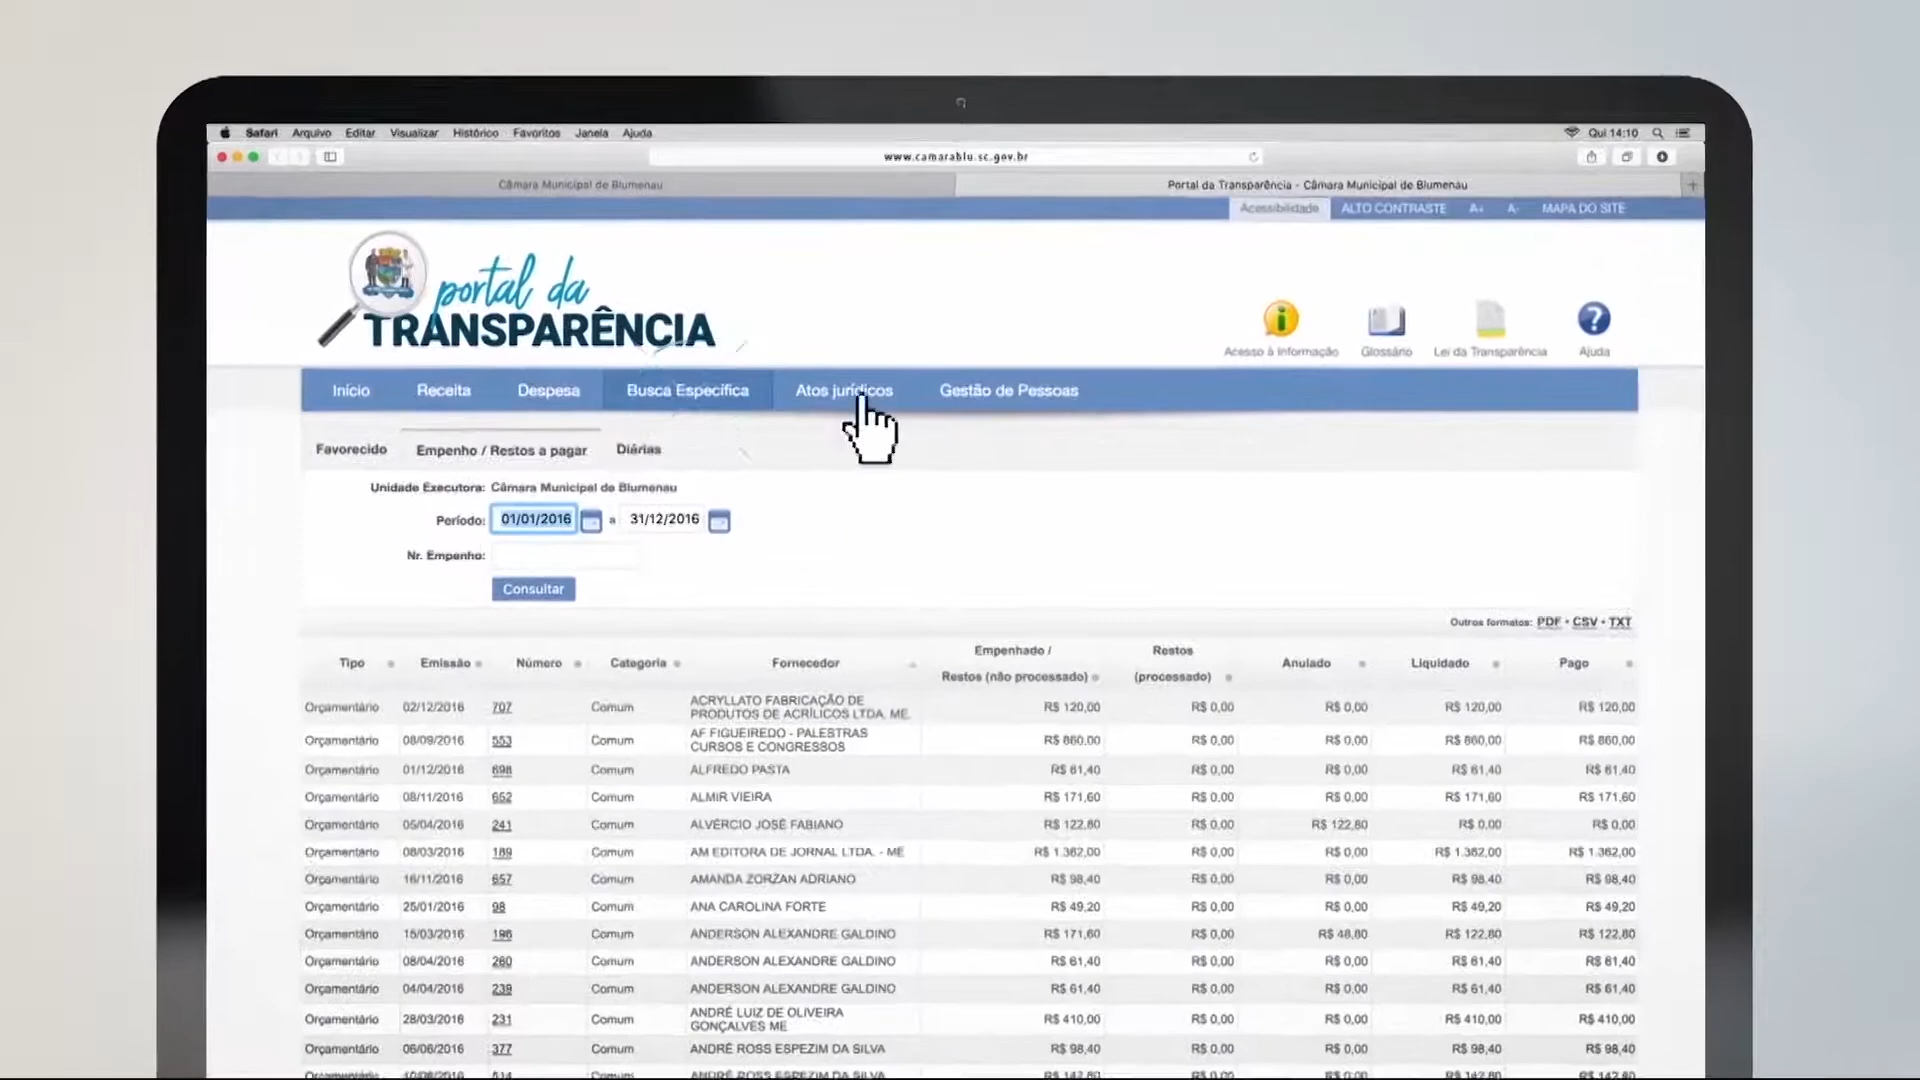 Safari Arquivo Editar Visualizar Histórico Favoritos Janela Ajuda Qui 14:10
www.camarablu.sc.gov.br
Câmara Municipal de Blumenau Portal da Transparência - Câmara Municipal de Blumenau
Acessibilidade ALTO CONTRASTE A+ A- MAPA DO SITE
portal da
TRANSPARÊNCIA
Acesso à Informação Glossário Lei da Transparência Ajuda
Início Receita Despesa Busca Específica Atos jurídicos Gestão de Pessoas
Favorecido Empenho / Restos a pagar Diárias
Unidade Executora: Câmara Municipal de Blumenau
Período: 01/01/2016 a 31/12/2016
Nr. Empenho:
Consultar
Outros formatos: PDF • CSV • TXT
Tipo Emissão Número Categoria Fornecedor Empenhado / Restos (não processado) Restos (processado) Anulado Liquidado Pago
Orçamentário 02/12/2016 707 Comum ACRYLLATO FABRICAÇÃO DE PRODUTOS DE ACRÍLICOS LTDA. ME. R$ 120,00 R$ 0,00 R$ 0,00 R$ 120,00 R$ 120,00
Orçamentário 08/09/2016 553 Comum AF FIGUEIREDO - PALESTRAS CURSOS E CONGRESSOS R$ 860,00 R$ 0,00 R$ 0,00 R$ 860,00 R$ 860,00
Orçamentário 01/12/2016 698 Comum ALFREDO PASTA R$ 61,40 R$ 0,00 R$ 0,00 R$ 61,40 R$ 61,40
Orçamentário 08/11/2016 652 Comum ALMIR VIEIRA R$ 171,60 R$ 0,00 R$ 0,00 R$ 171,60 R$ 171,60
Orçamentário 05/04/2016 241 Comum ALVÉRCIO JOSÉ FABIANO R$ 122,80 R$ 0,00 R$ 122,80 R$ 0,00 R$ 0,00
Orçamentário 08/03/2016 189 Comum AM EDITORA DE JORNAL LTDA. - ME R$ 1.362,00 R$ 0,00 R$ 0,00 R$ 1.362,00 R$ 1.362,00
Orçamentário 16/11/2016 657 Comum AMANDA ZORZAN ADRIANO R$ 98,40 R$ 0,00 R$ 0,00 R$ 98,40 R$ 98,40
Orçamentário 25/01/2016 98 Comum ANA CAROLINA FORTE R$ 49,20 R$ 0,00 R$ 0,00 R$ 49,20 R$ 49,20
Orçamentário 15/03/2016 196 Comum ANDERSON ALEXANDRE GALDINO R$ 171,60 R$ 0,00 R$ 48,80 R$ 122,80 R$ 122,80
Orçamentário 08/04/2016 260 Comum ANDERSON ALEXANDRE GALDINO R$ 61,40 R$ 0,00 R$ 0,00 R$ 61,40 R$ 61,40
Orçamentário 04/04/2016 239 Comum ANDERSON ALEXANDRE GALDINO R$ 61,40 R$ 0,00 R$ 0,00 R$ 61,40 R$ 61,40
Orçamentário 28/03/2016 231 Comum ANDRÉ LUIZ DE OLIVEIRA GONÇALVES ME R$ 410,00 R$ 0,00 R$ 0,00 R$ 410,00 R$ 410,00
Orçamentário 06/06/2016 377 Comum ANDRÉ ROSS ESPEZIM DA SILVA R$ 98,40 R$ 0,00 R$ 0,00 R$ 98,40 R$ 98,40
Orçamentário 514 Comum ANDRÉ ROSS ESPEZIM DA SILVA R$ 142,80 R$ 0,00 R$ 0,00 R$ 142,80 R$ 142,80